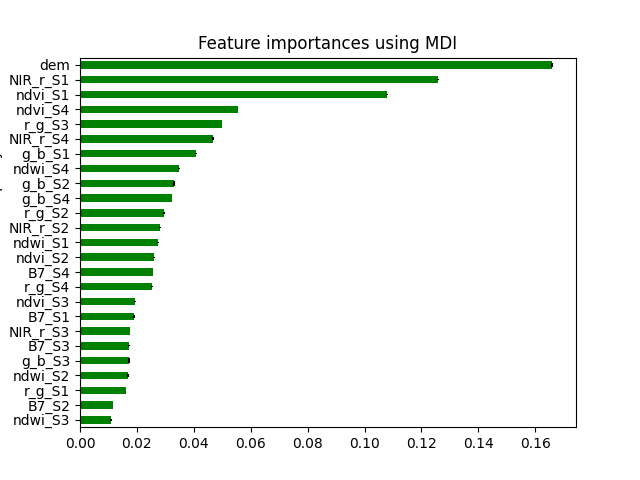 Feature importances using MDI
dem
NIR_r_S1
ndvi_S1
ndvi_S4
r_g_S3
NIR_r_S4
g_b_S1
ndwi_S4
g_b_S2
g_b_S4
r_g_S2
NIR_r_S2
ndwi_S1
ndvi_S2
B7_S4
r_g_S4
ndvi_S3
B7_S1
NIR_r_S3
B7_S3
g_b_S3
ndwi_S2
r_g_S1
B7_S2
ndwi_S3
0.00 0.02 0.04 0.06 0.08 0.10 0.12 0.14 0.16